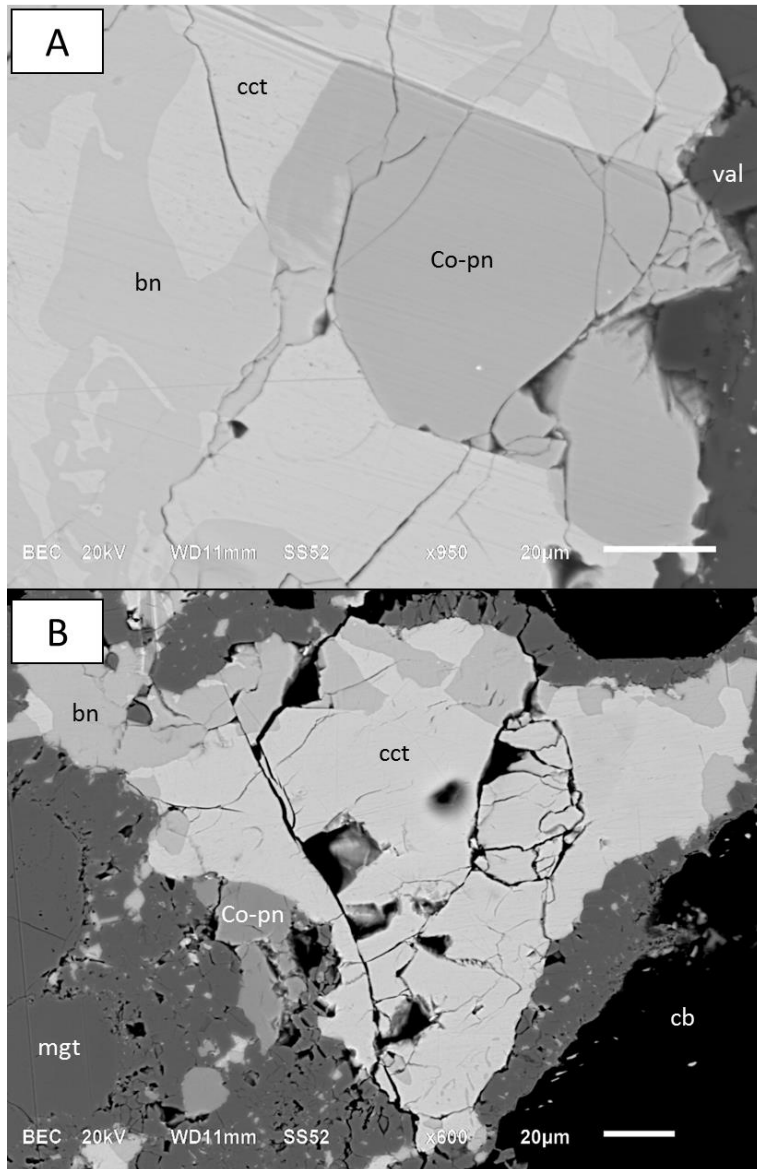 A
cct
val
Co-pn
bn
BEC 20kV WD11mm SS52 x950 20µm
B
bn
cct
Co-pn
cb
mgt
BEC 20kV WD11mm SS52 x600 20µm